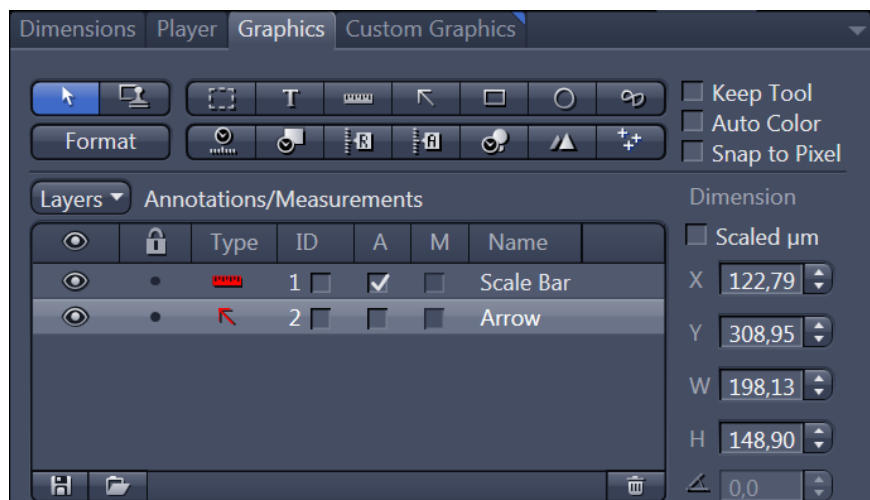 Dimensions Player Graphics Custom Graphics
T Keep Tool
Auto Color
Format R A Snap to Pixel
Layers Annotations/Measurements Dimension
Type ID A M Name Scaled µm
1 Scale Bar X 122,79
2 Arrow Y 308,95
W 198,13
H 148,90
0,0